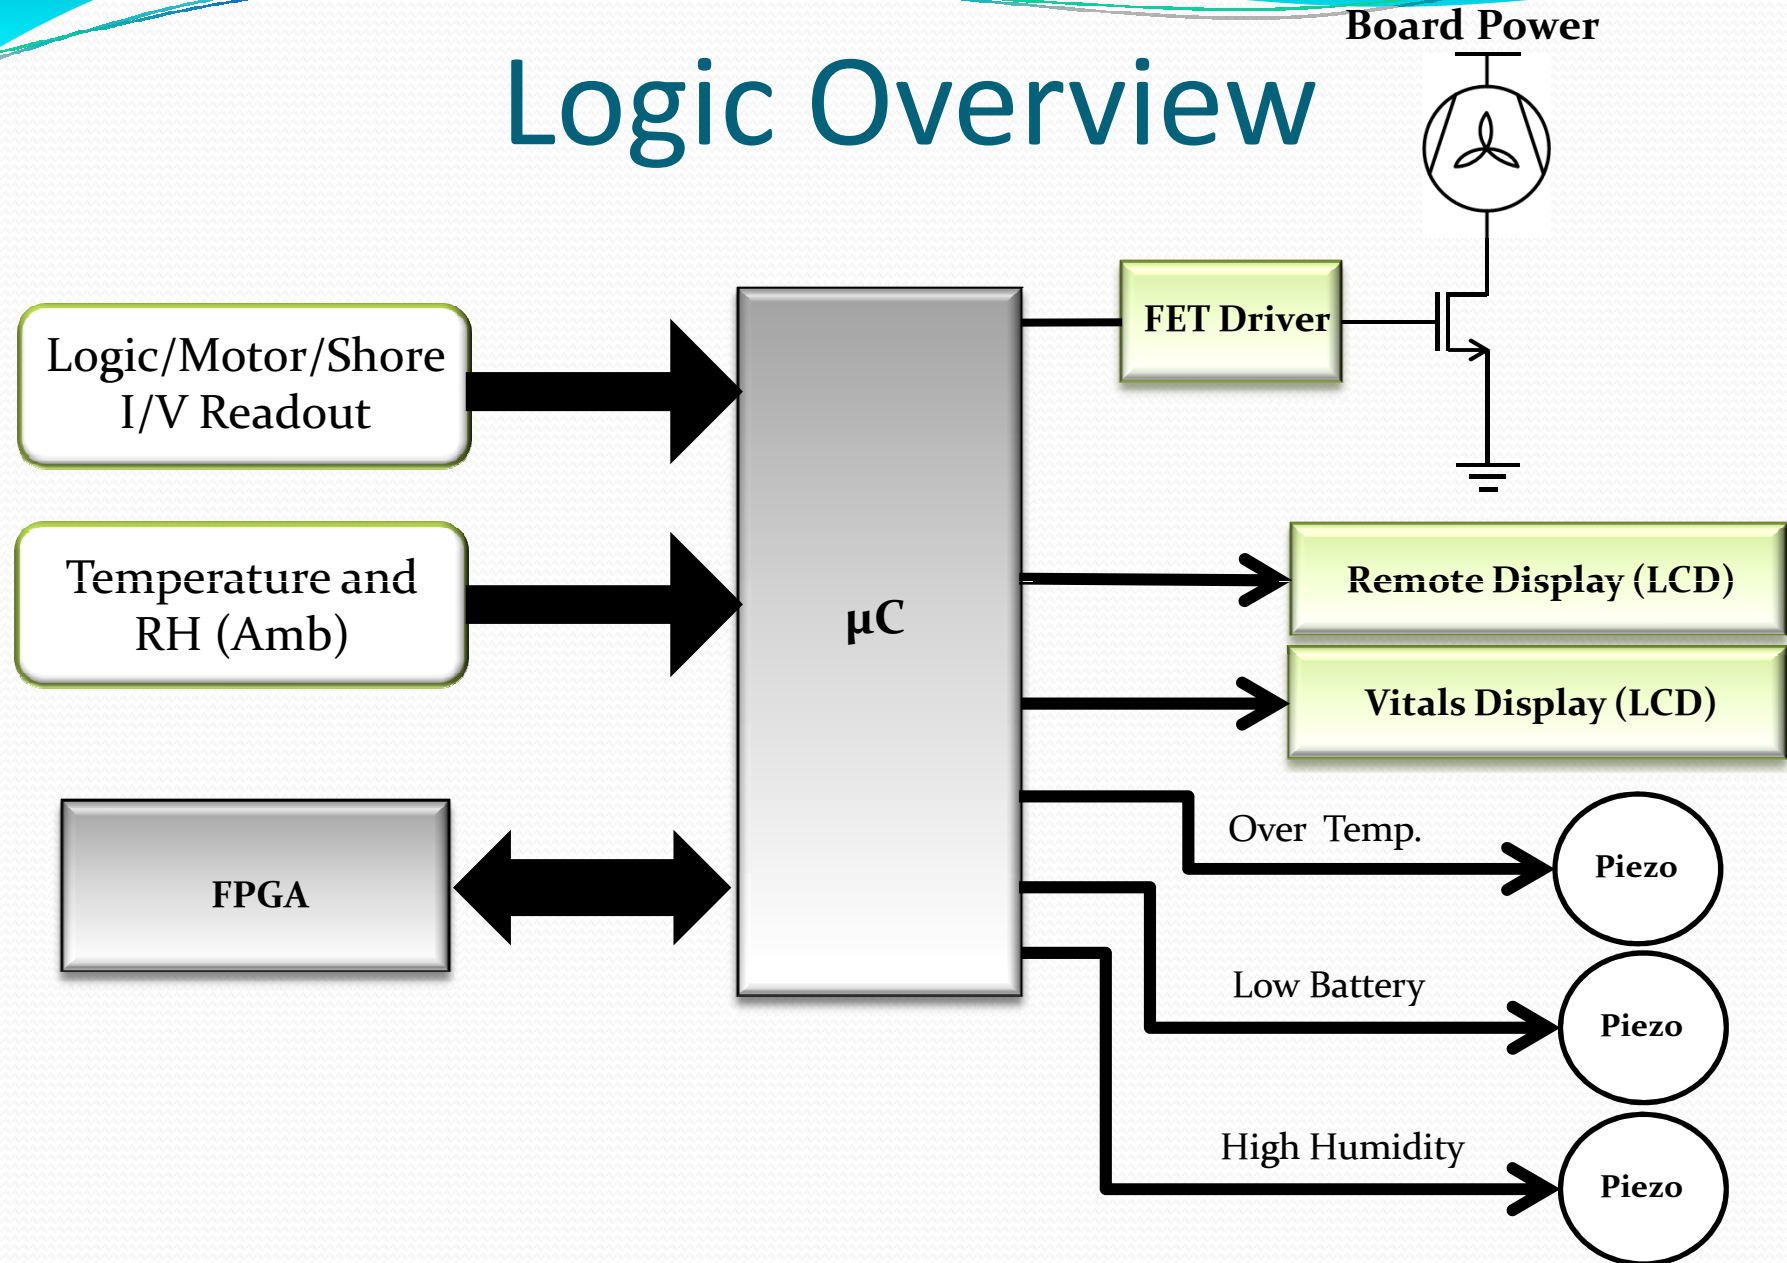 Board Power
Logic Overview
FET Driver
Logic/Motor/Shore
I/V Readout
Temperature and
RH (Amb)
µC
Remote Display (LCD)
Vitals Display (LCD)
FPGA
Over Temp.
Piezo
Low Battery
Piezo
High Humidity
Piezo